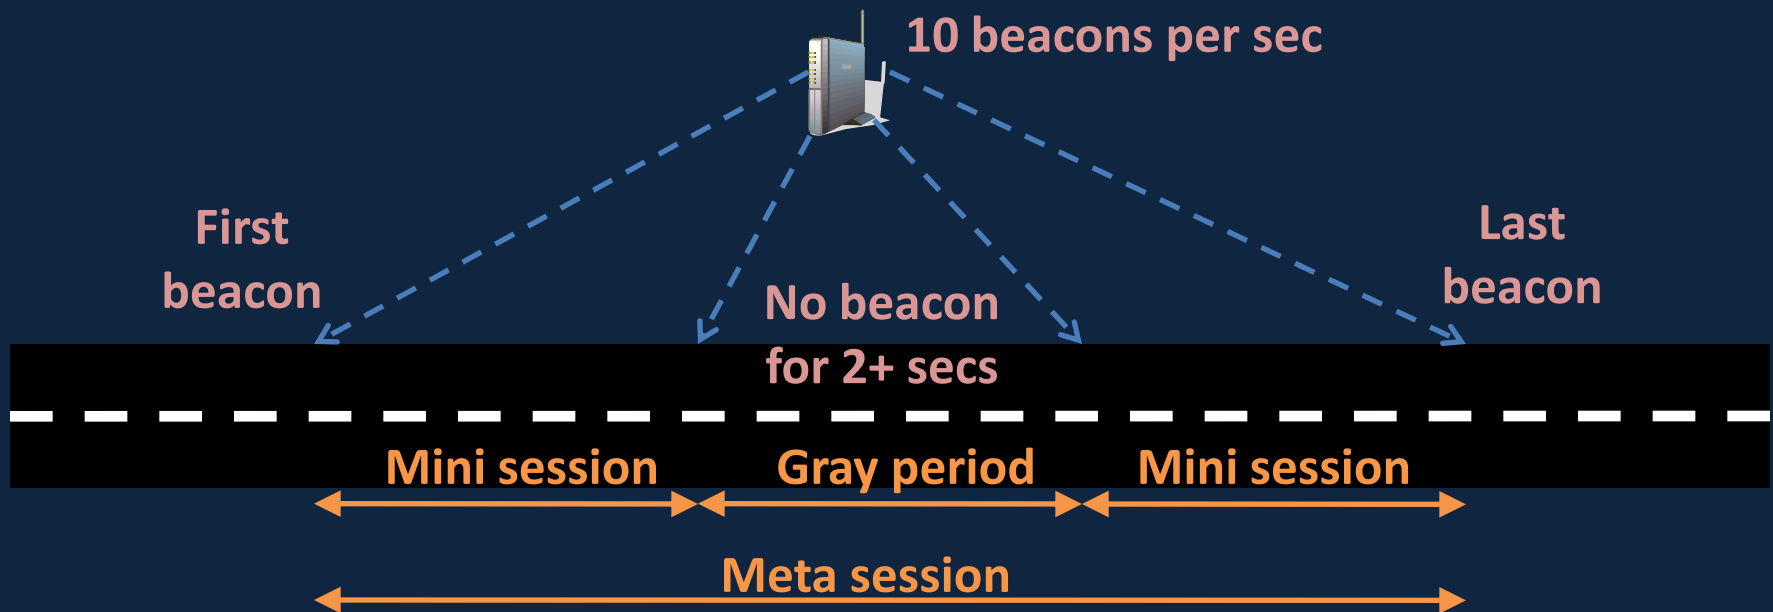 10 beacons per sec
First
beacon
No beacon
for 2+ secs
Last
beacon
Mini session
Gray period
Mini session
Meta session